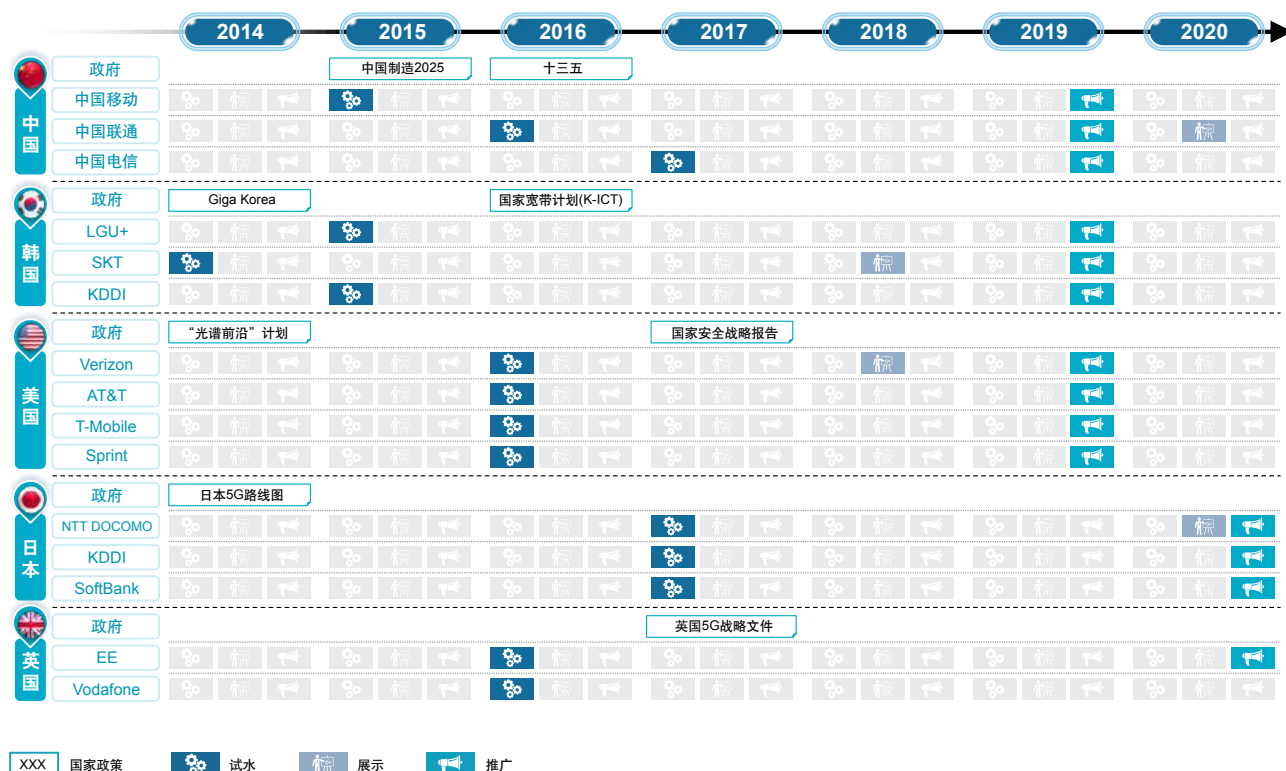 2014 2015 2016 2017 2018 2019 2020
政府 中国制造2025 十三五
中国
中国移动
中国联通
中国电信
政府 Giga Korea 国家宽带计划(K-ICT)
韩国
LGU+
SKT
KDDI
政府 “光谱前沿”计划 国家安全战略报告
美国
Verizon
AT&T
T-Mobile
Sprint
政府 日本5G路线图
日本
NTT DOCOMO
KDDI
SoftBank
政府 英国5G战略文件
英国
EE
Vodafone
XXX 国家政策 试水 展示 推广